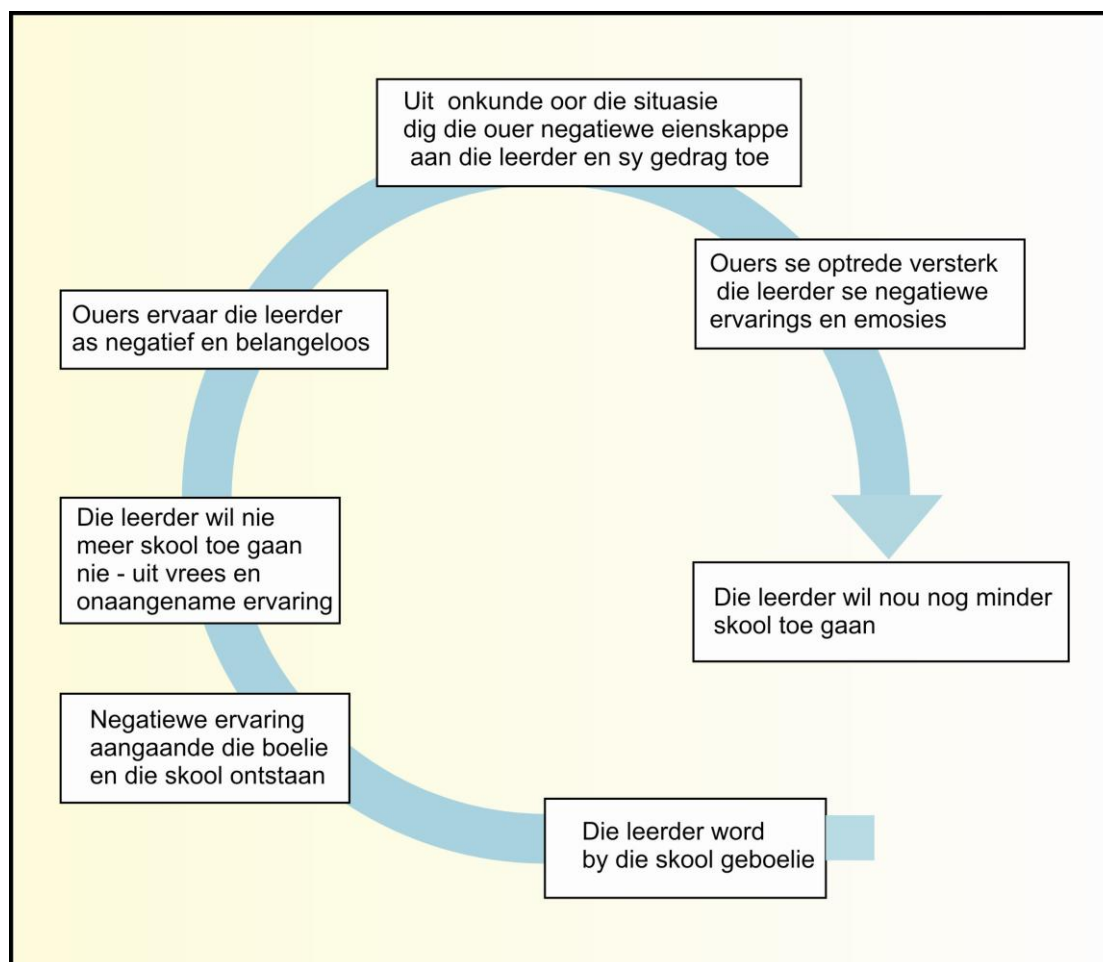 Uit onkunde oor die situasie
dig die ouer negatiewe eienskappe
aan die leerder en sy gedrag toe
Ouers se optrede versterk
die leerder se negatiewe
ervarings en emosies
Ouers ervaar die leerder
as negatief en belangeloos
Die leerder wil nie
meer skool toe gaan
nie - uit vrees en
onaangename ervaring
Die leerder wil nou nog minder
skool toe gaan
Negatiewe ervaring
aangaande die boelie
en die skool ontstaan
Die leerder word
by die skool geboelie